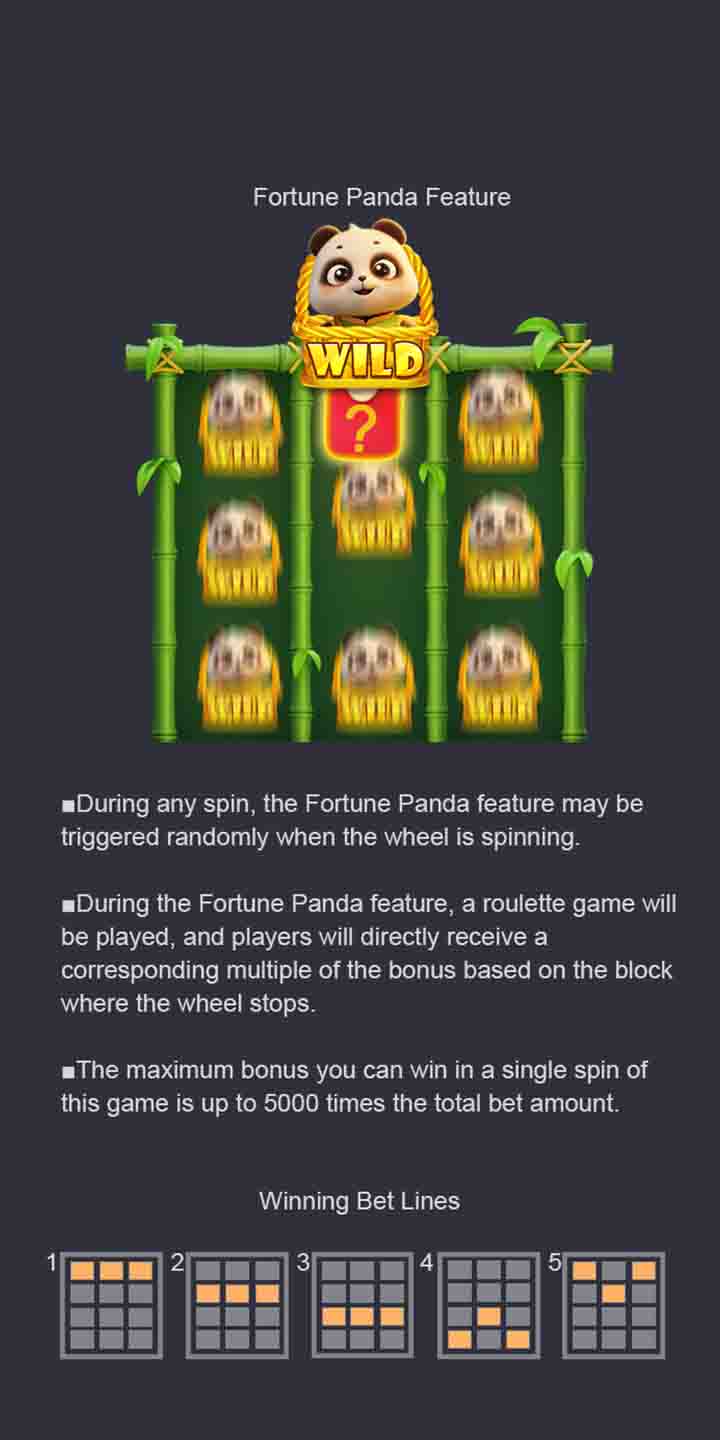 Fortune Panda Feature
WILD
?
■During any spin, the Fortune Panda feature may be
triggered randomly when the wheel is spinning.
■During the Fortune Panda feature, a roulette game will
be played, and players will directly receive a
corresponding multiple of the bonus based on the block
where the wheel stops.
■The maximum bonus you can win in a single spin of
this game is up to 5000 times the total bet amount.
Winning Bet Lines
1 2 3 4 5